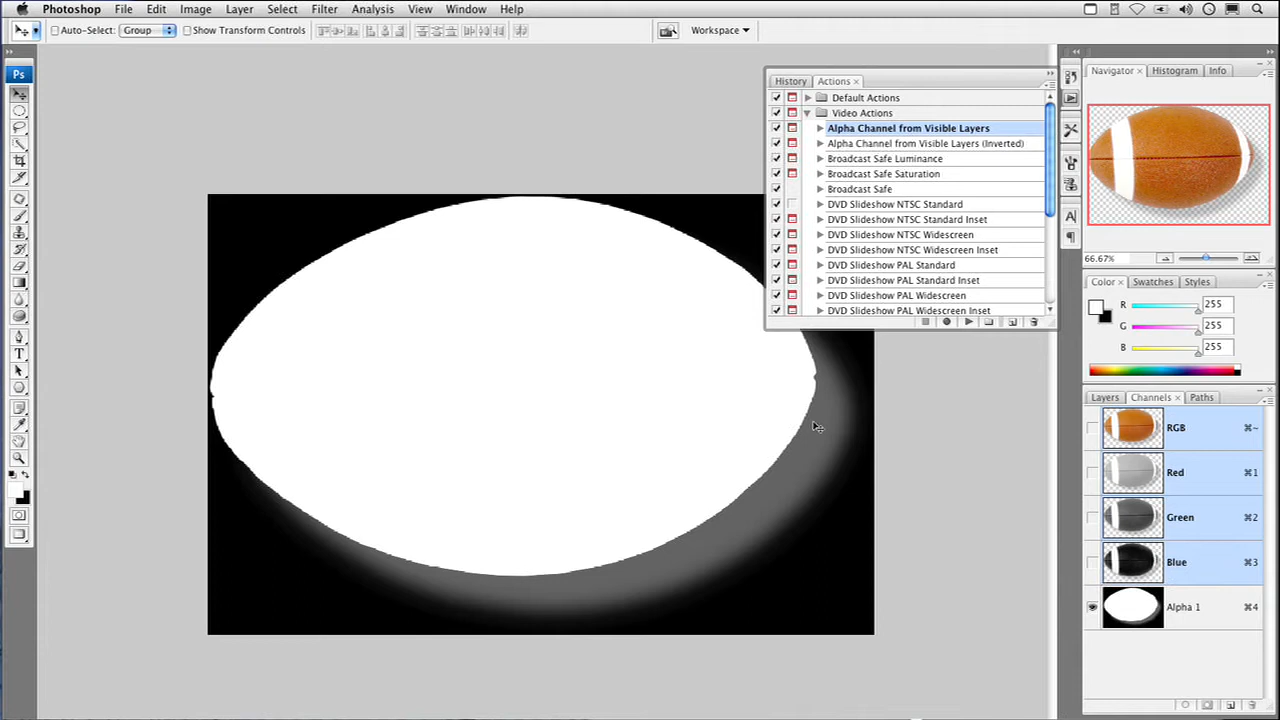 Photoshop File Edit Image Layer Select Filter Analysis View Window Help
Auto-Select: Group Show Transform Controls Workspace
Ps
History Actions ×
Default Actions
Video Actions
Alpha Channel from Visible Layers
Alpha Channel from Visible Layers (Inverted)
Broadcast Safe Luminance
Broadcast Safe Saturation
Broadcast Safe
DVD Slideshow NTSC Standard
DVD Slideshow NTSC Standard Inset
DVD Slideshow NTSC Widescreen
DVD Slideshow NTSC Widescreen Inset
DVD Slideshow PAL Standard
DVD Slideshow PAL Standard Inset
DVD Slideshow PAL Widescreen
DVD Slideshow PAL Widescreen Inset
Navigator × Histogram Info
66.67%
Color × Swatches Styles
R 255
G 255
B 255
Layers Channels × Paths
RGB ⌘~
Red ⌘1
Green ⌘2
Blue ⌘3
Alpha 1 ⌘4
T
A
¶